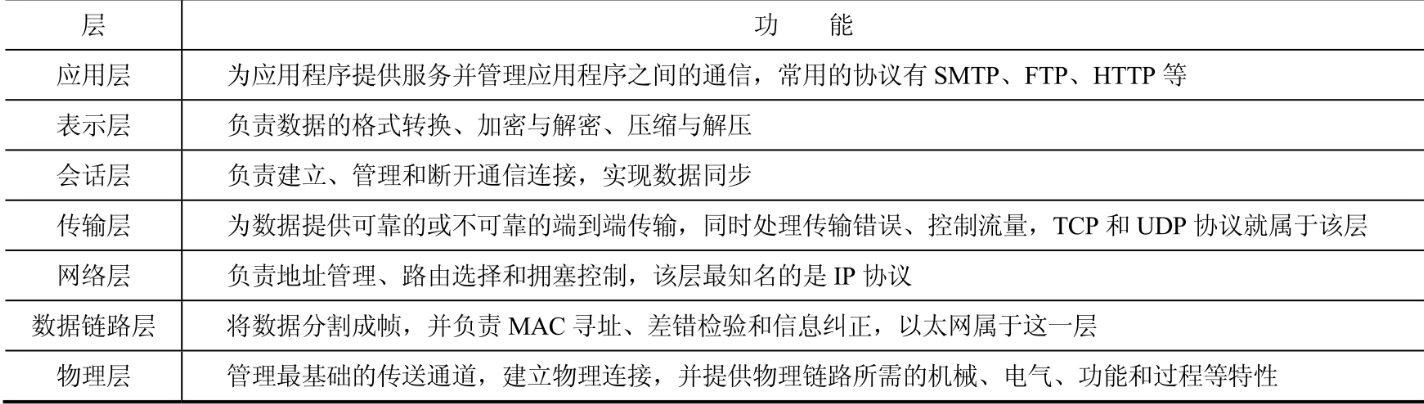 层 功 能
应用层 为应用程序提供服务并管理应用程序之间的通信，常用的协议有 SMTP、FTP、HTTP 等
表示层 负责数据的格式转换、加密与解密、压缩与解压
会话层 负责建立、管理和断开通信连接，实现数据同步
传输层 为数据提供可靠的或不可靠的端到端传输，同时处理传输错误、控制流量，TCP 和 UDP 协议就属于该层
网络层 负责地址管理、路由选择和拥塞控制，该层最知名的是 IP 协议
数据链路层 将数据分割成帧，并负责 MAC 寻址、差错检验和信息纠正，以太网属于这一层
物理层 管理最基础的传送通道，建立物理连接，并提供物理链路所需的机械、电气、功能和过程等特性